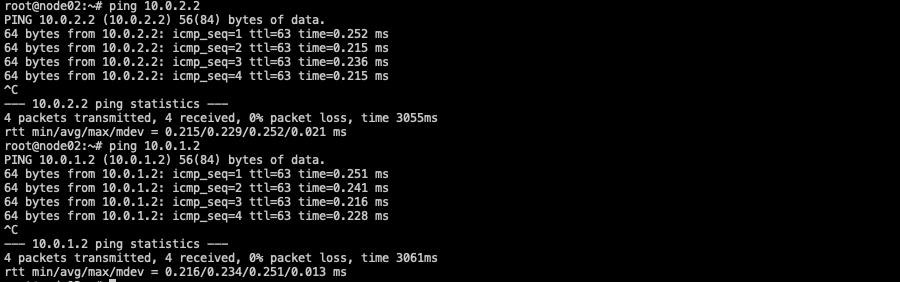 root@node02:~# ping 10.0.2.2
PING 10.0.2.2 (10.0.2.2) 56(84) bytes of data.
64 bytes from 10.0.2.2: icmp_seq=1 ttl=63 time=0.252 ms
64 bytes from 10.0.2.2: icmp_seq=2 ttl=63 time=0.215 ms
64 bytes from 10.0.2.2: icmp_seq=3 ttl=63 time=0.236 ms
64 bytes from 10.0.2.2: icmp_seq=4 ttl=63 time=0.215 ms
^C
--- 10.0.2.2 ping statistics ---
4 packets transmitted, 4 received, 0% packet loss, time 3055ms
rtt min/avg/max/mdev = 0.215/0.229/0.252/0.021 ms
root@node02:~# ping 10.0.1.2
PING 10.0.1.2 (10.0.1.2) 56(84) bytes of data.
64 bytes from 10.0.1.2: icmp_seq=1 ttl=63 time=0.251 ms
64 bytes from 10.0.1.2: icmp_seq=2 ttl=63 time=0.241 ms
64 bytes from 10.0.1.2: icmp_seq=3 ttl=63 time=0.216 ms
64 bytes from 10.0.1.2: icmp_seq=4 ttl=63 time=0.228 ms
^C
--- 10.0.1.2 ping statistics ---
4 packets transmitted, 4 received, 0% packet loss, time 3061ms
rtt min/avg/max/mdev = 0.216/0.234/0.251/0.013 ms